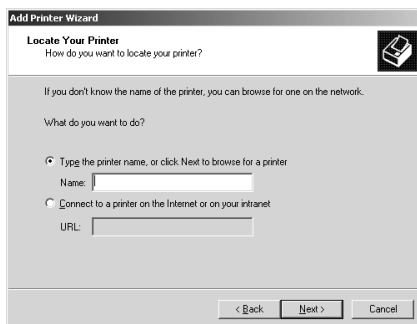 Add Printer Wizard
Locate Your Printer
How do you want to locate your printer?
If you don't know the name of the printer, you can browse for one on the network.
What do you want to do?
Type the printer name, or click Next to browse for a printer
Name:
Connect to a printer on the Internet or on your intranet
URL:
< Back
Next >
Cancel